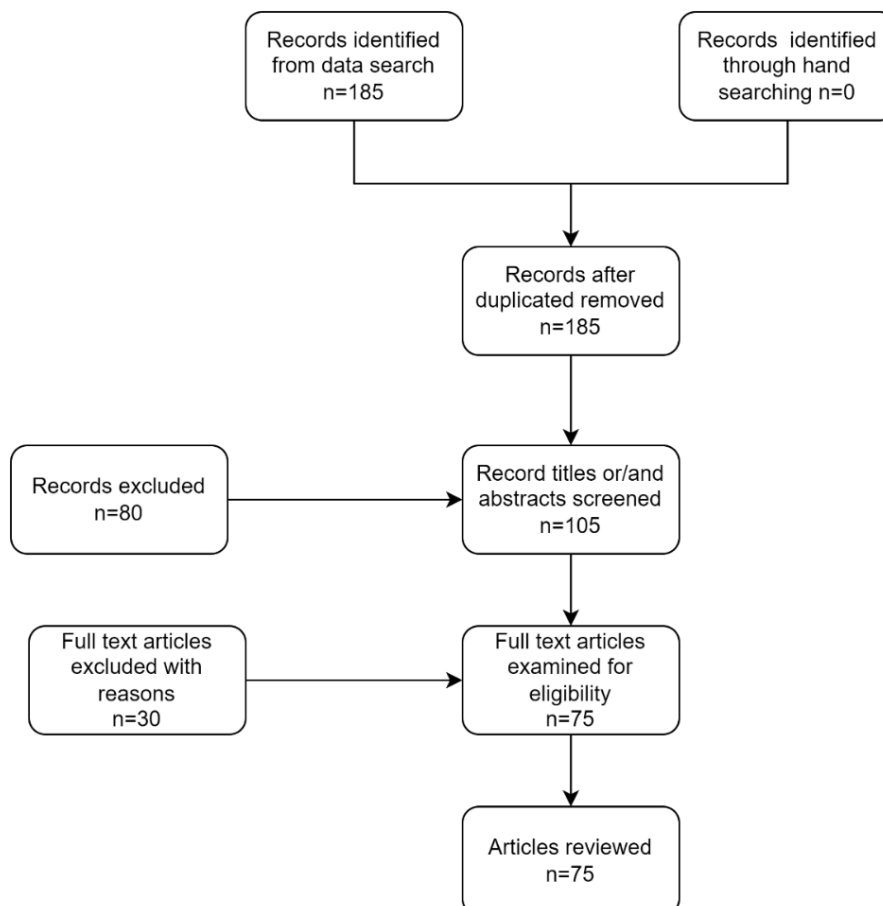 Records identified
from data search
n=185
Records  identified
through hand
searching n=0
Records after
duplicated removed
n=185
Records excluded
n=80
Record titles or/and
abstracts screened
n=105
Full text articles
excluded with
reasons
n=30
Full text articles
examined for
eligibility
n=75
Articles reviewed
n=75